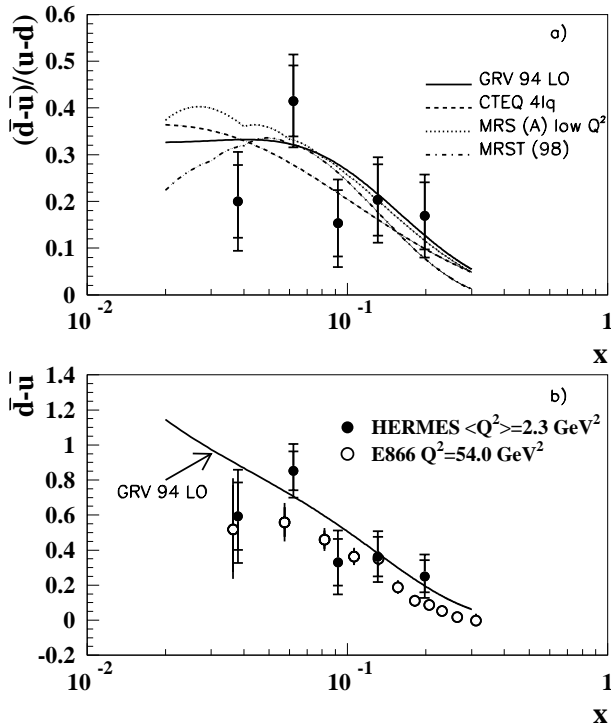 a)
(d̄-ū)/(u-d)
0.6
0.5
0.4
0.3
0.2
0.1
0
GRV 94 LO
CTEQ 4lq
MRS (A) low Q²
MRST (98)
10⁻² 10⁻¹ 1
x
b)
d̄-ū
1.4
1.2
1
0.8
0.6
0.4
0.2
0
-0.2
HERMES <Q²>=2.3 GeV²
E866 Q²=54.0 GeV²
GRV 94 LO
10⁻² 10⁻¹ 1
x